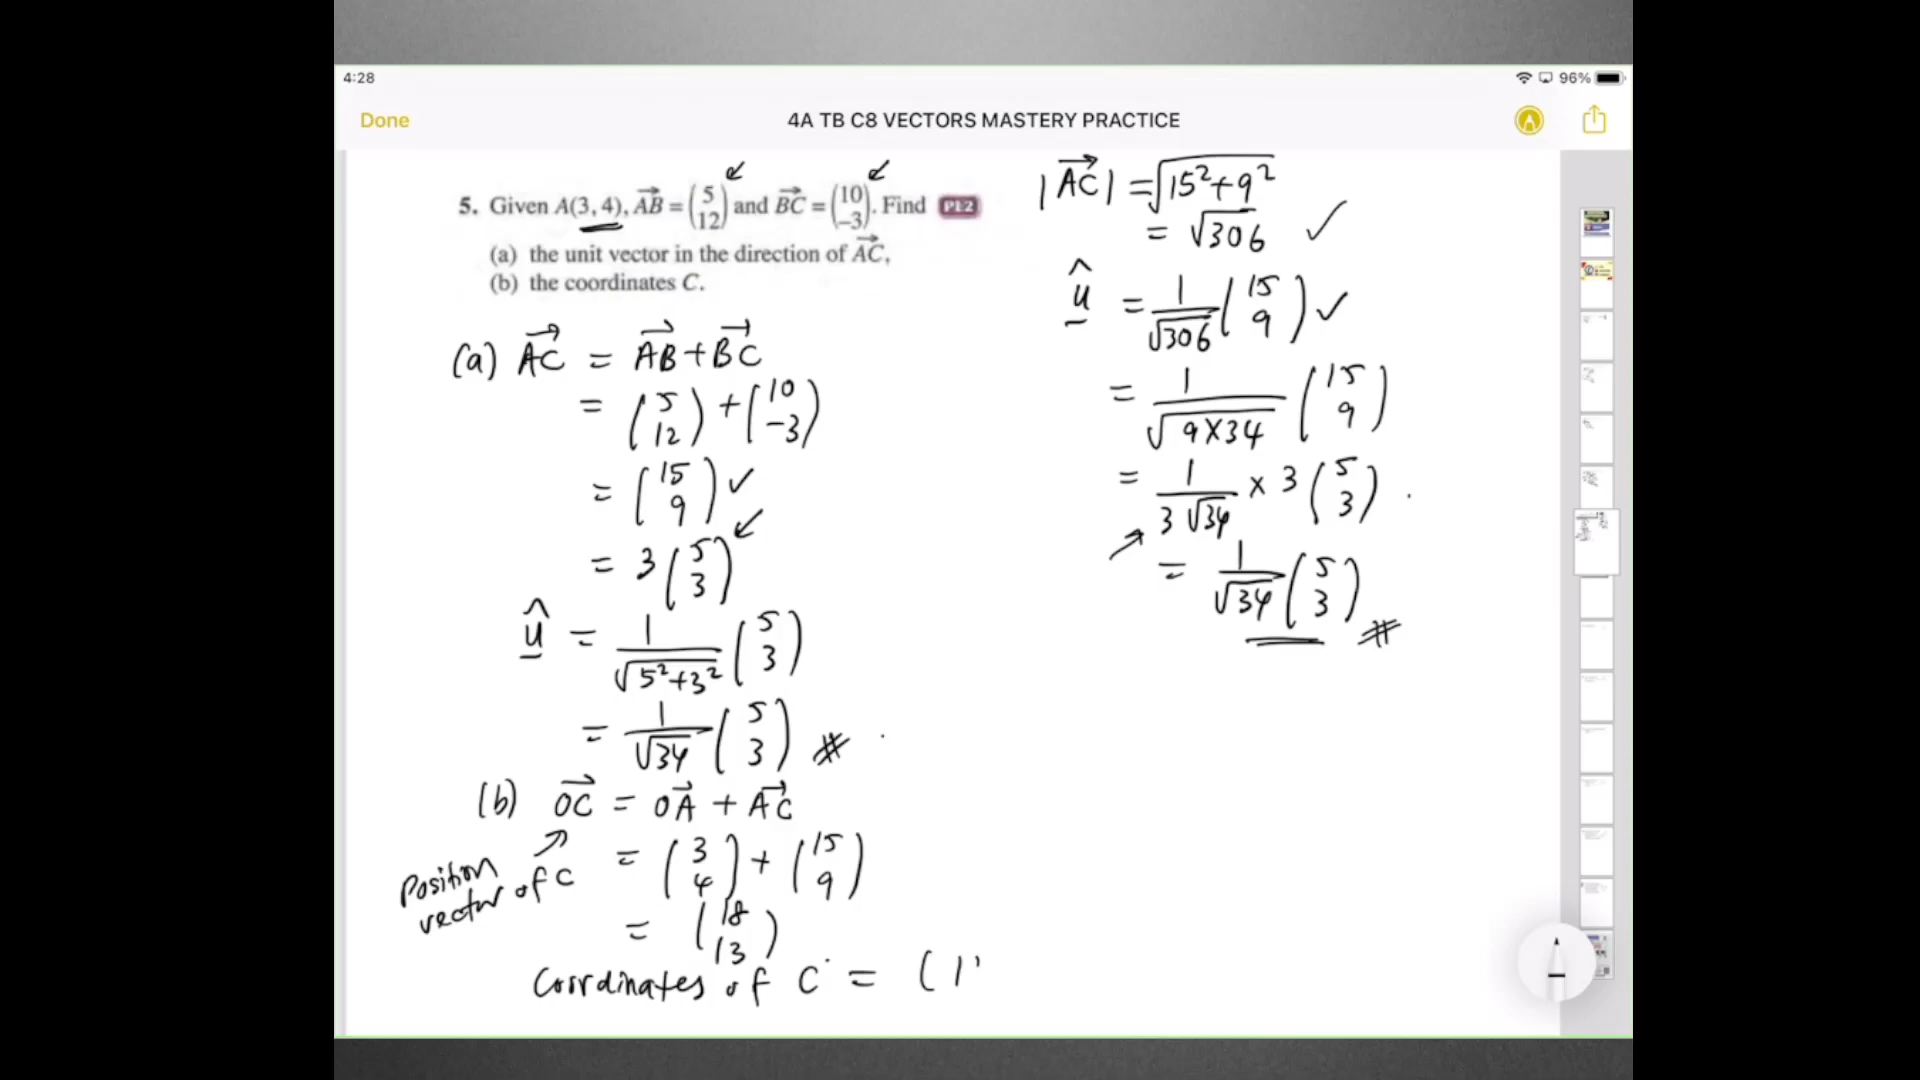 4:28
96%
Done
4A TB C8 VECTORS MASTERY PRACTICE
5. Given A(3, 4), AB→ = (5 12) and BC→ = (10 −3). Find PL2
(a) the unit vector in the direction of AC→,
(b) the coordinates C.
(a) AC→ = AB→ + BC→
= (5 12) + (10 −3)
= (15 9) ✓
= 3 (5 3)
û = 1/√5²+3² (5 3)
= 1/√34 (5 3) #
(b) OC→ = OA→ + AC→
Position vector of C
= (3 4) + (15 9)
= (18 13)
Coordinates of C = (1
|AC→| = √15²+9²
= √306 ✓
û = 1/√306 (15 9) ✓
= 1/√9×34 (15 9)
= 1/3√34 × 3 (5 3)
= 1/√34 (5 3) #